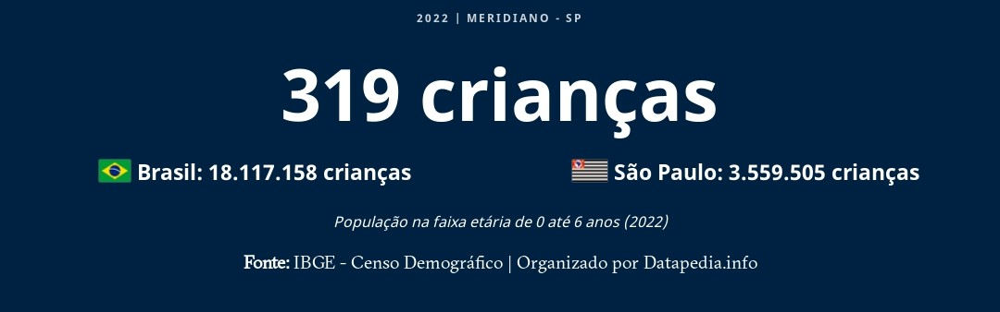 2022 | MERIDIANO - SP
319 crianças
Brasil: 18.117.158 crianças
São Paulo: 3.559.505 crianças
População na faixa etária de 0 até 6 anos (2022)
Fonte: IBGE - Censo Demográfico | Organizado por Datapedia.info